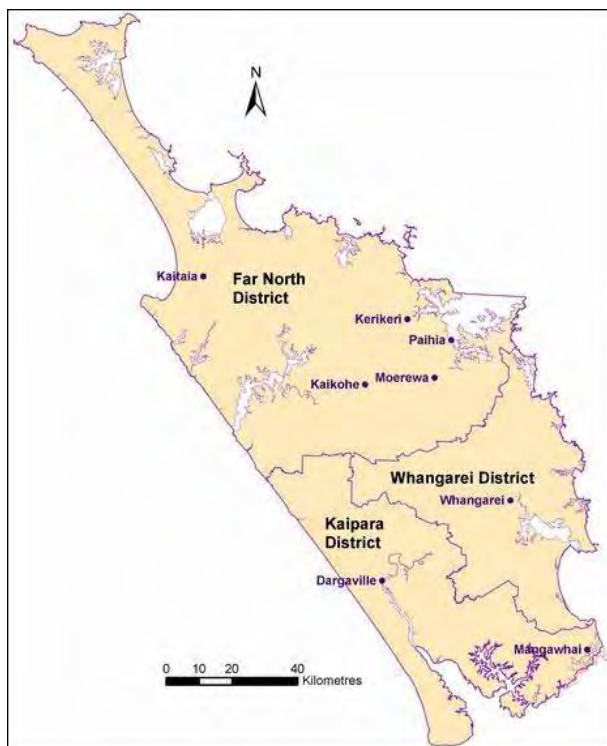 N
Kaitaia
Far North
District
Kerikeri
Paihia
Kaikohe
Moerewa
Whangarei District
Whangarei
Kaipara
District
Dargaville
Mangawhai
0 10 20 40
Kilometres